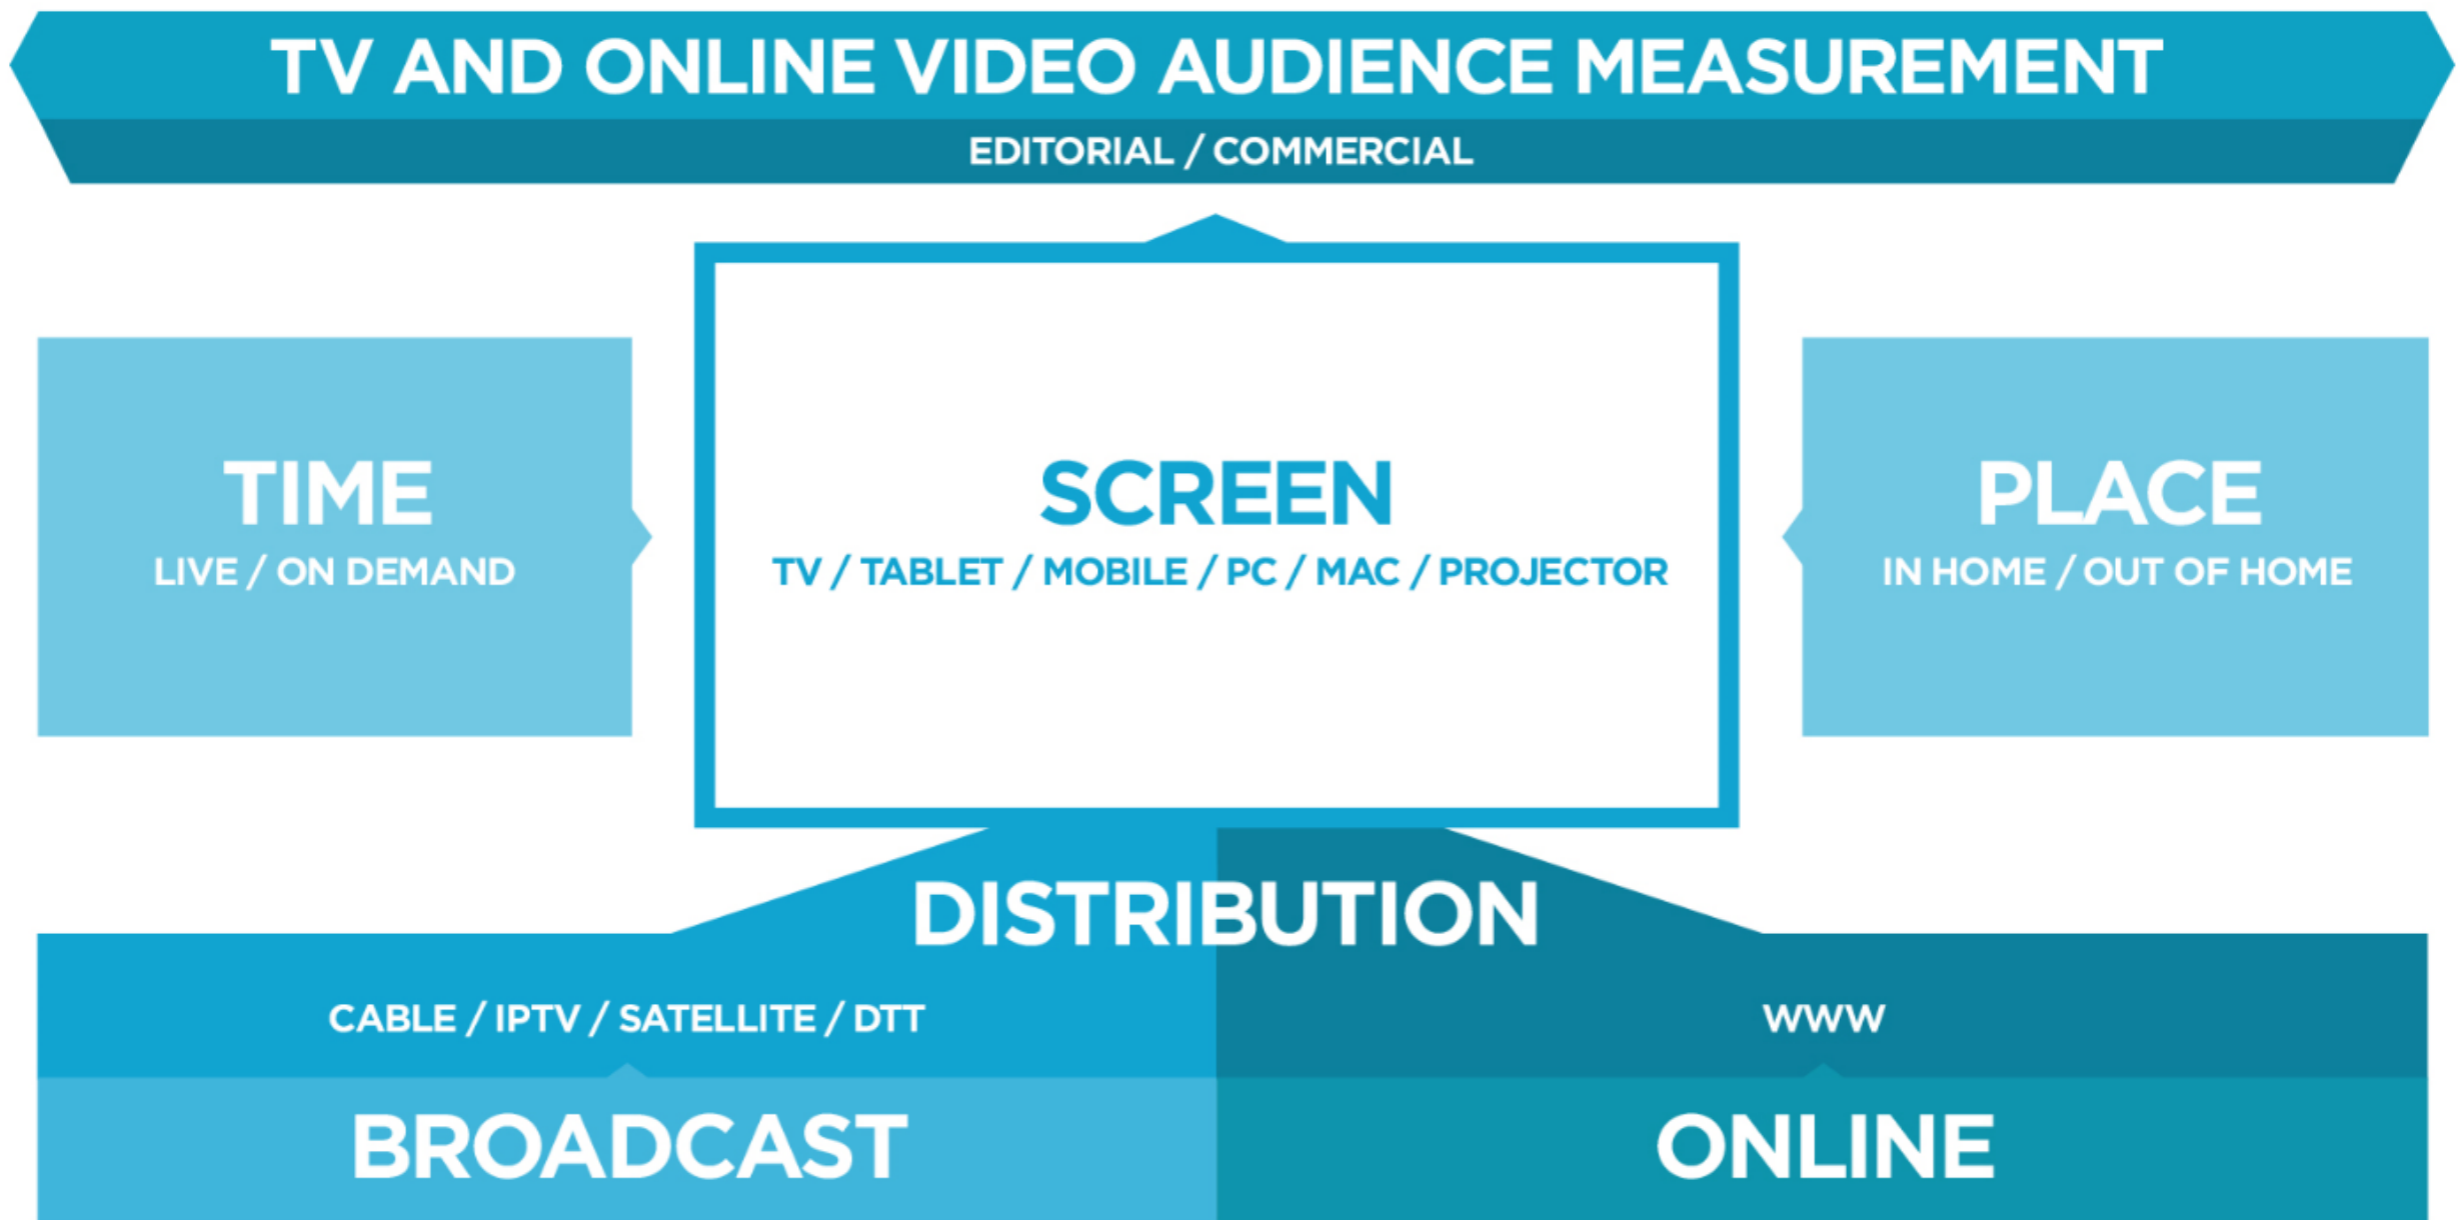 TV AND ONLINE VIDEO AUDIENCE MEASUREMENT
EDITORIAL / COMMERCIAL
TIME
LIVE / ON DEMAND
SCREEN
TV / TABLET / MOBILE / PC / MAC / PROJECTOR
PLACE
IN HOME / OUT OF HOME
DISTRIBUTION
CABLE / IPTV / SATELLITE / DTT
WWW
BROADCAST
ONLINE